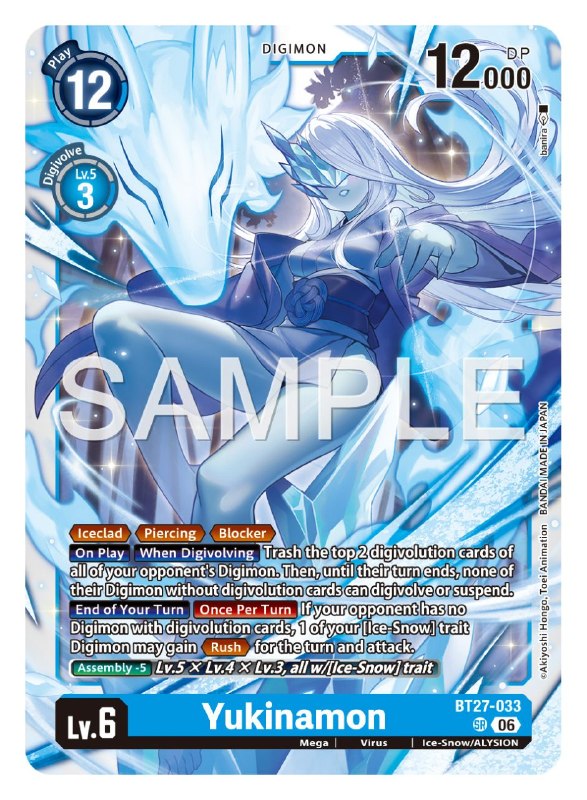 Play
12
DIGIMON
12000
DP
Digivolve
Lv.5
3
banira
SAMPLE
Iceclad Piercing Blocker
On Play When Digivolving Trash the top 2 digivolution cards of
all of your opponent's Digimon. Then, until their turn ends, none of
their Digimon without digivolution cards can digivolve or suspend.
End of Your Turn Once Per Turn If your opponent has no
Digimon with digivolution cards, 1 of your [Ice-Snow] trait
Digimon may gain Rush for the turn and attack.
Assembly -5 Lv.5 × Lv.4 × Lv.3, all w/[Ice-Snow] trait
©Akiyoshi Hongo, Toei Animation BANDAI MADE IN JAPAN
Lv.6
Yukinamon
BT27-033
SR 06
Mega | Virus | Ice-Snow/ALYSION